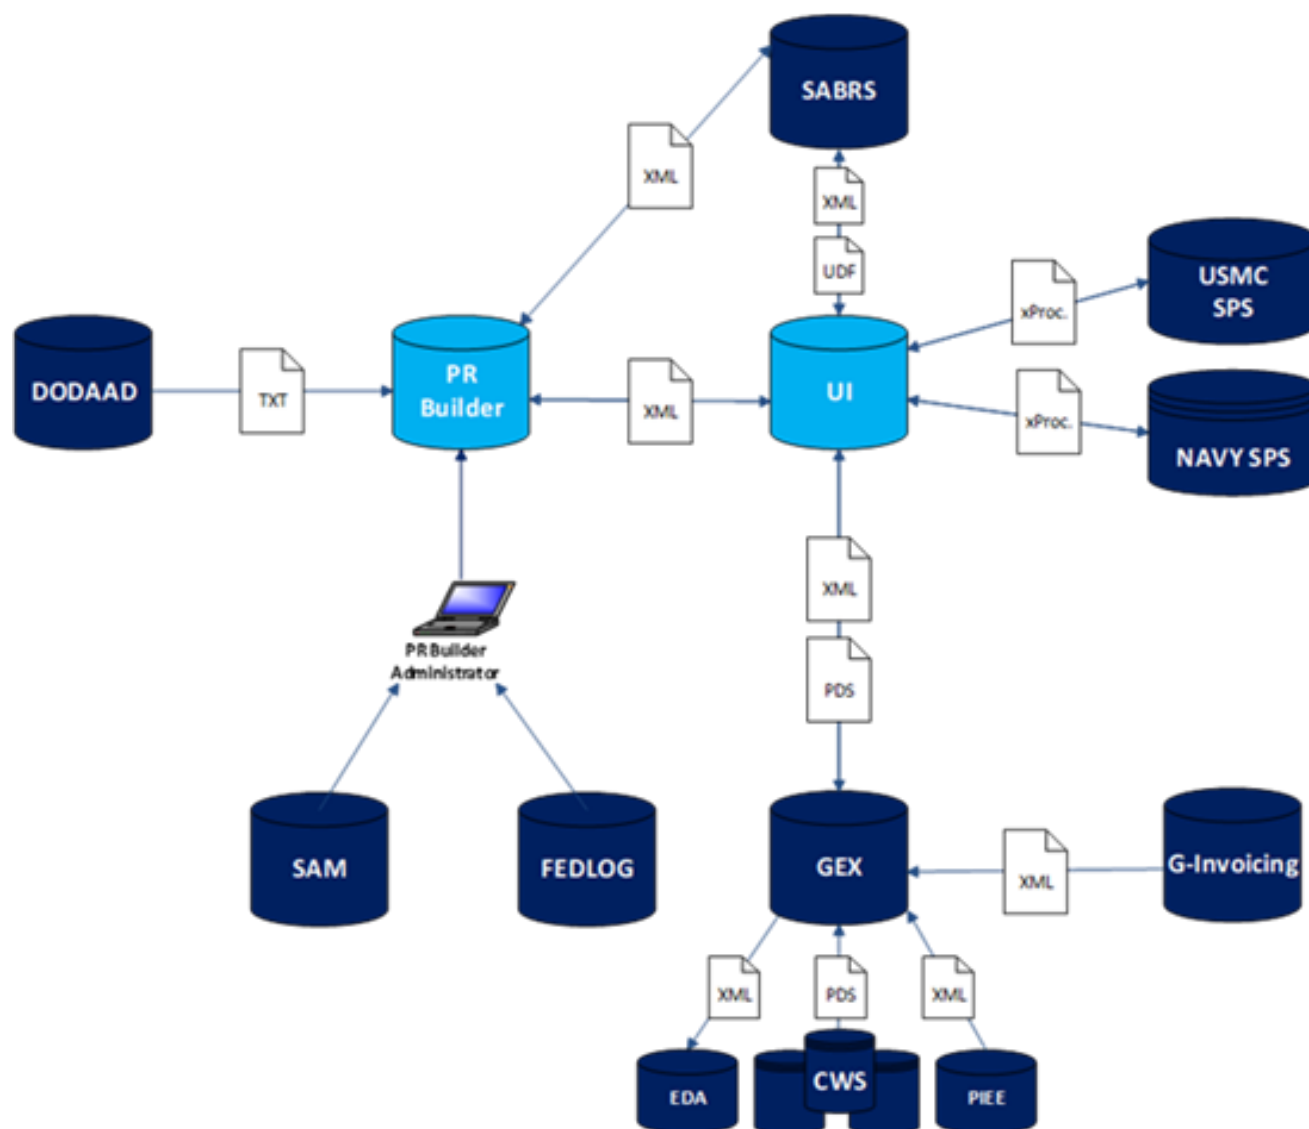 SABRS
XML
XML
UDF
USMC
SPS
xProc.
DODAAD
TXT
PR
Builder
XML
UI
xProc.
NAVY SPS
XML
PR Builder
Administrator
PDS
SAM
FEDLOG
GEX
XML
G-Invoicing
XML
PDS
XML
EDA
CWS
PIEE